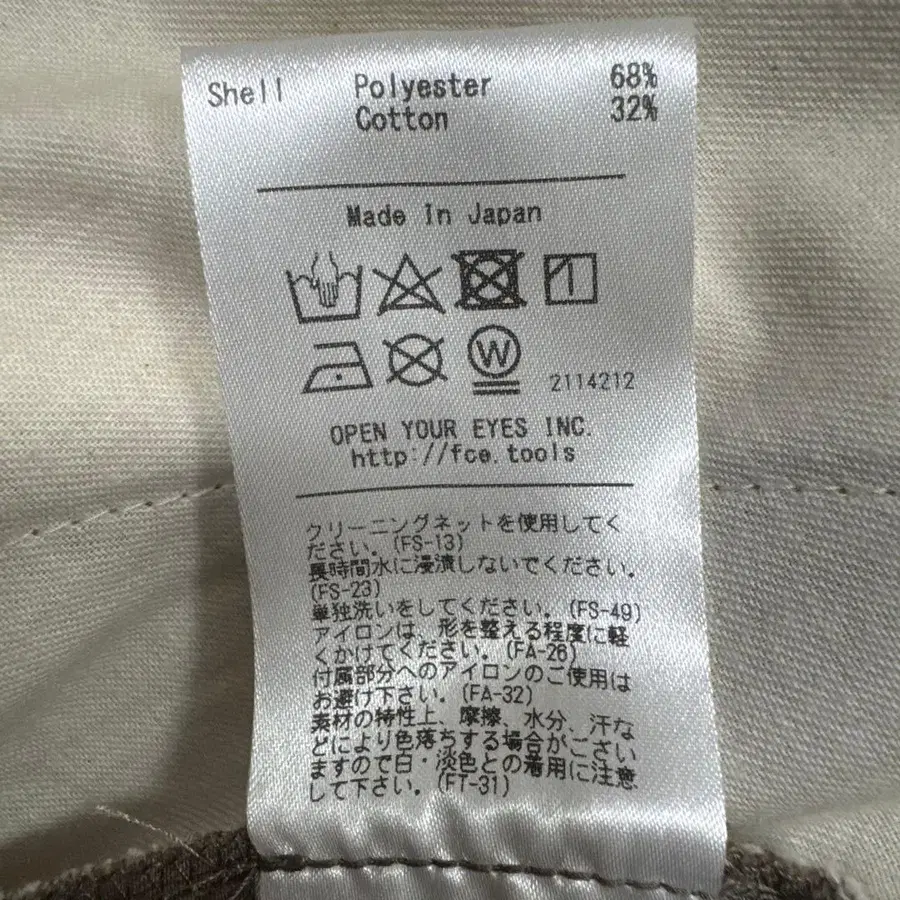 Shell Polyester 68%
Cotton 32%
Made in Japan
W
2114212
OPEN YOUR EYES INC.
http://fce.tools
クリーニングネットを使用してく
ださい。(FS-13)
長時間水に浸漬しないでください。
(FS-23)
単独洗いをしてください。(FS-49)
アイロンは、形を整える程度に軽
くかけてください。(FA-26)
付属部分へのアイロンのご使用は
お避け下さい。(FA-32)
素材の特性上、摩擦、水分、汗な
どにより色落ちする場合がござい
ますので白・淡色との着用に注意
して下さい。(FT-31)